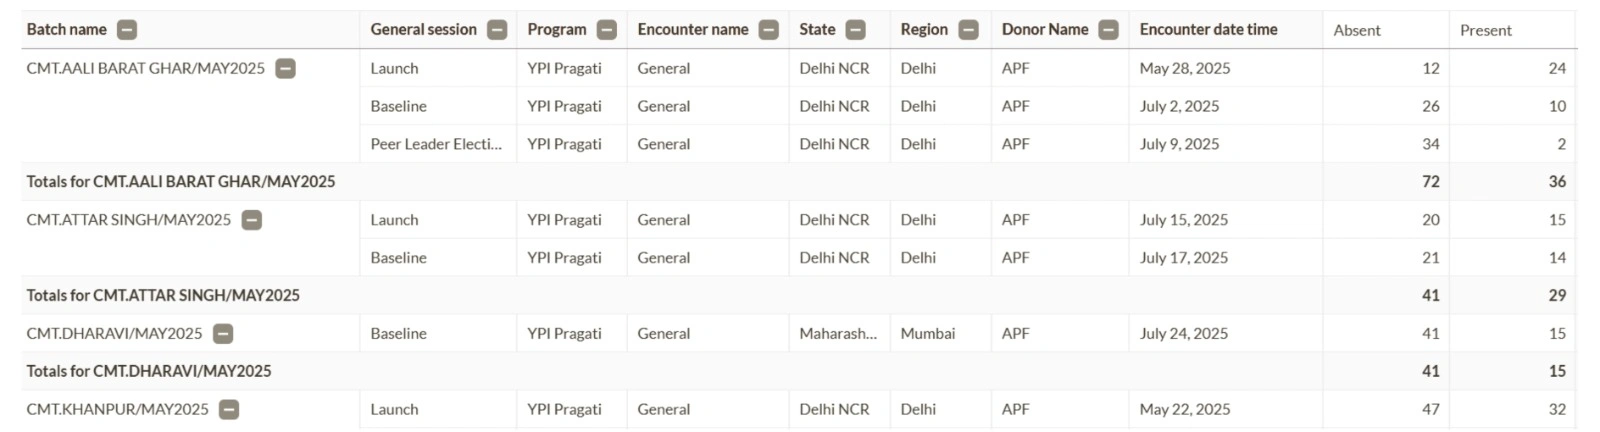 Batch name General session Program Encounter name State Region Donor Name Encounter date time Absent Present
CMT.AALI BARAT GHAR/MAY2025 Launch YPI Pragati General Delhi NCR Delhi APF May 28, 2025 12 24
Baseline YPI Pragati General Delhi NCR Delhi APF July 2, 2025 26 10
Peer Leader Electi... YPI Pragati General Delhi NCR Delhi APF July 9, 2025 34 2
Totals for CMT.AALI BARAT GHAR/MAY2025 72 36
CMT.ATTAR SINGH/MAY2025 Launch YPI Pragati General Delhi NCR Delhi APF July 15, 2025 20 15
Baseline YPI Pragati General Delhi NCR Delhi APF July 17, 2025 21 14
Totals for CMT.ATTAR SINGH/MAY2025 41 29
CMT.DHARAVI/MAY2025 Baseline YPI Pragati General Maharash... Mumbai APF July 24, 2025 41 15
Totals for CMT.DHARAVI/MAY2025 41 15
CMT.KHANPUR/MAY2025 Launch YPI Pragati General Delhi NCR Delhi APF May 22, 2025 47 32